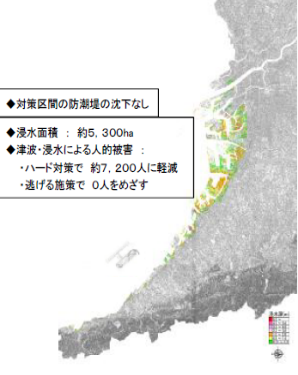 ◆対策区間の防潮堤の沈下なし
◆浸水面積 ： 約5,300ha
◆津波・浸水による人的被害 ：
・ハード対策で 約7,200人に軽減
・逃げる施策で 0人をめざす